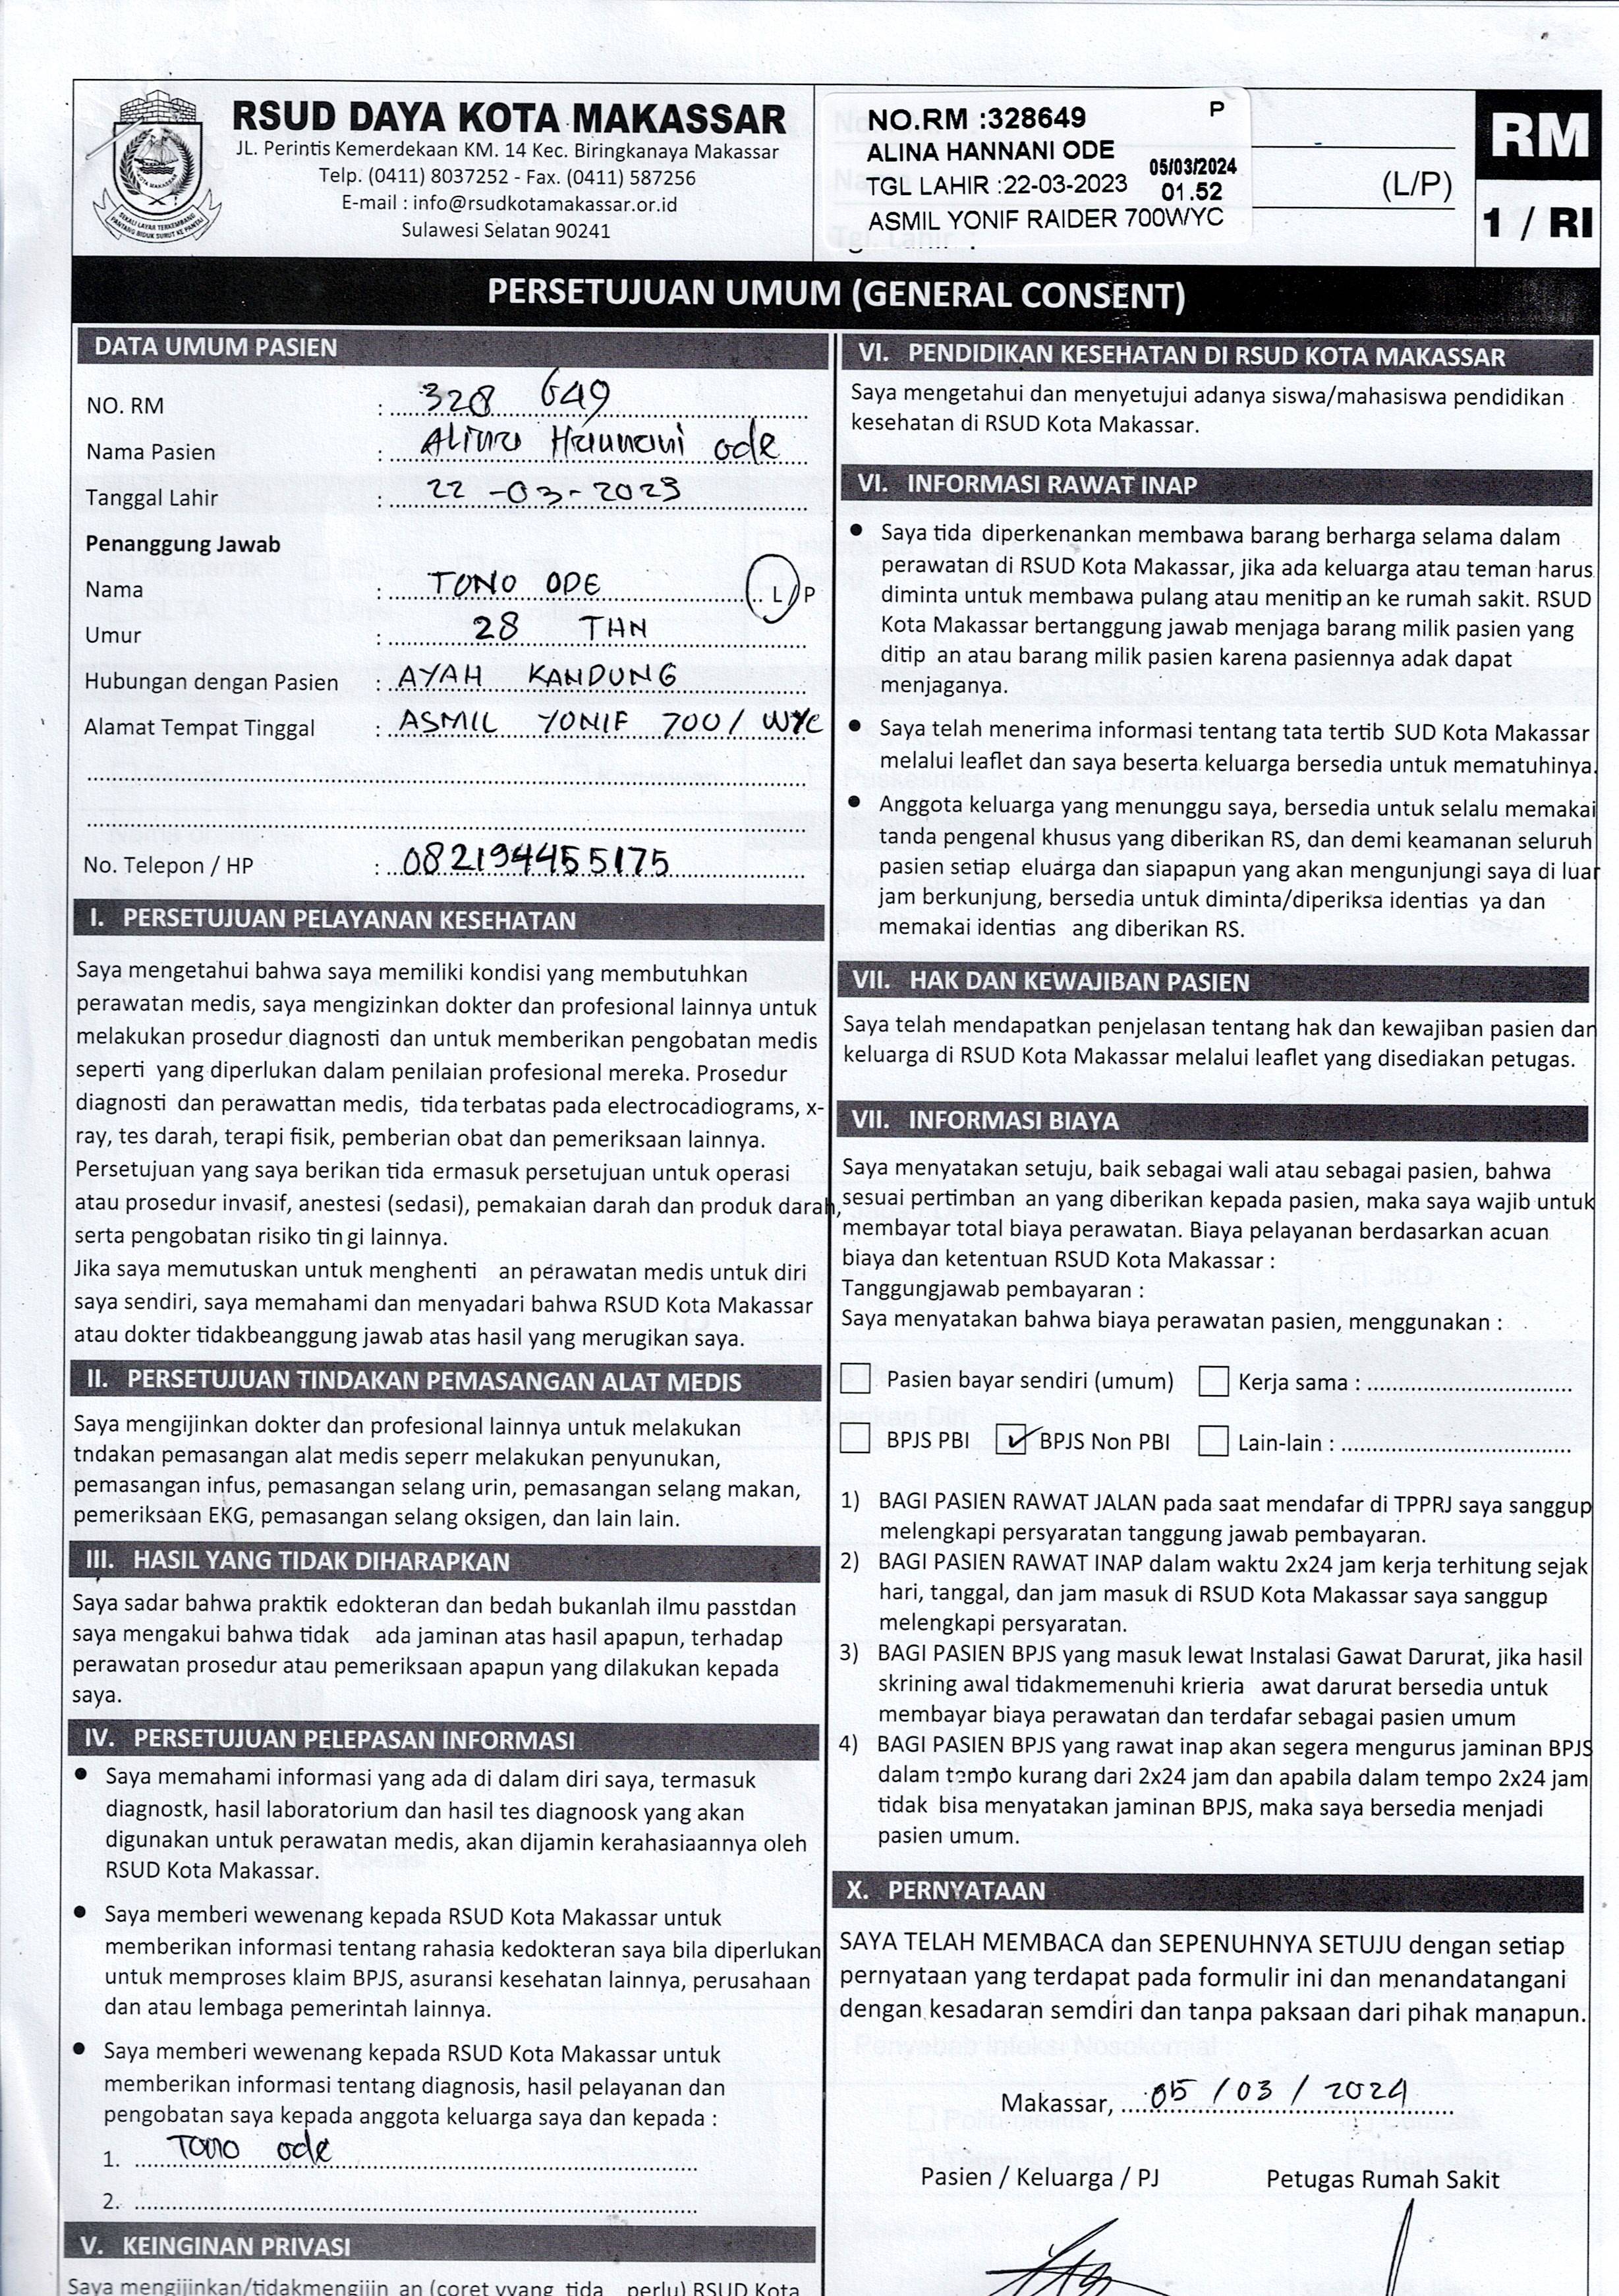 RSUD DAYA KOTA MAKASSAR
JL. Perintis Kemerdekaan KM. 14 Kec. Biringkanaya Makassar
Telp. (0411) 8037252 - Fax. (0411) 587256
E-mail : info@rsudkotamakassar.or.id
Sulawesi Selatan 90241
NO.RM :328649 P
ALINA HANNANI ODE
05/03/2024
TGL LAHIR :22-03-2023 01.52
ASMIL YONIF RAIDER 700WYC
(L/P)
RM
1 / RI
PERSETUJUAN UMUM (GENERAL CONSENT)
DATA UMUM PASIEN
NO. RM : 328 649
Nama Pasien : Alina Hannani ode
Tanggal Lahir : 22 -03-2023
Penanggung Jawab
Nama : TONO ODE L/P
Umur : 28 THN
Hubungan dengan Pasien : AYAH KANDUNG
Alamat Tempat Tinggal : ASMIL YONIF 700/ WYC
No. Telepon / HP : 082194455175
I. PERSETUJUAN PELAYANAN KESEHATAN
Saya mengetahui bahwa saya memiliki kondisi yang membutuhkan
perawatan medis, saya mengizinkan dokter dan profesional lainnya untuk
melakukan prosedur diagnosti dan untuk memberikan pengobatan medis
seperti yang diperlukan dalam penilaian profesional mereka. Prosedur
diagnosti dan perawattan medis, tida terbatas pada electrocadiograms, x-
ray, tes darah, terapi fisik, pemberian obat dan pemeriksaan lainnya.
Persetujuan yang saya berikan tida ermasuk persetujuan untuk operasi
atau prosedur invasif, anestesi (sedasi), pemakaian darah dan produk darah,
serta pengobatan risiko tin gi lainnya.
Jika saya memutuskan untuk menghenti an perawatan medis untuk diri
saya sendiri, saya memahami dan menyadari bahwa RSUD Kota Makassar
atau dokter tidakbeanggung jawab atas hasil yang merugikan saya.
II. PERSETUJUAN TINDAKAN PEMASANGAN ALAT MEDIS
Saya mengijinkan dokter dan profesional lainnya untuk melakukan
tndakan pemasangan alat medis seperr melakukan penyunukan,
pemasangan infus, pemasangan selang urin, pemasangan selang makan,
pemeriksaan EKG, pemasangan selang oksigen, dan lain lain.
III. HASIL YANG TIDAK DIHARAPKAN
Saya sadar bahwa praktik edokteran dan bedah bukanlah ilmu passtdan
saya mengakui bahwa tidak ada jaminan atas hasil apapun, terhadap
perawatan prosedur atau pemeriksaan apapun yang dilakukan kepada
saya.
IV. PERSETUJUAN PELEPASAN INFORMASI
• Saya memahami informasi yang ada di dalam diri saya, termasuk
diagnostk, hasil laboratorium dan hasil tes diagnoosk yang akan
digunakan untuk perawatan medis, akan dijamin kerahasiaannya oleh
RSUD Kota Makassar.
• Saya memberi wewenang kepada RSUD Kota Makassar untuk
memberikan informasi tentang rahasia kedokteran saya bila diperlukan
untuk memproses klaim BPJS, asuransi kesehatan lainnya, perusahaan
dan atau lembaga pemerintah lainnya.
• Saya memberi wewenang kepada RSUD Kota Makassar untuk
memberikan informasi tentang diagnosis, hasil pelayanan dan
pengobatan saya kepada anggota keluarga saya dan kepada :
1. Tono ode
2.
V. KEINGINAN PRIVASI
Saya mengijinkan/tidakmengijin an (coret yyang tida perlu) RSUD Kota
VI. PENDIDIKAN KESEHATAN DI RSUD KOTA MAKASSAR
Saya mengetahui dan menyetujui adanya siswa/mahasiswa pendidikan
kesehatan di RSUD Kota Makassar.
VI. INFORMASI RAWAT INAP
• Saya tida diperkenankan membawa barang berharga selama dalam
perawatan di RSUD Kota Makassar, jika ada keluarga atau teman harus
diminta untuk membawa pulang atau menitip an ke rumah sakit. RSUD
Kota Makassar bertanggung jawab menjaga barang milik pasien yang
ditip an atau barang milik pasien karena pasiennya adak dapat
menjaganya.
• Saya telah menerima informasi tentang tata tertib SUD Kota Makassar
melalui leaflet dan saya beserta keluarga bersedia untuk mematuhinya.
• Anggota keluarga yang menunggu saya, bersedia untuk selalu memakai
tanda pengenal khusus yang diberikan RS, dan demi keamanan seluruh
pasien setiap eluarga dan siapapun yang akan mengunjungi saya di luar
jam berkunjung, bersedia untuk diminta/diperiksa identias ya dan
memakai identias ang diberikan RS.
VII. HAK DAN KEWAJIBAN PASIEN
Saya telah mendapatkan penjelasan tentang hak dan kewajiban pasien dan
keluarga di RSUD Kota Makassar melalui leaflet yang disediakan petugas.
VII. INFORMASI BIAYA
Saya menyatakan setuju, baik sebagai wali atau sebagai pasien, bahwa
sesuai pertimban an yang diberikan kepada pasien, maka saya wajib untuk
membayar total biaya perawatan. Biaya pelayanan berdasarkan acuan
biaya dan ketentuan RSUD Kota Makassar :
Tanggungjawab pembayaran :
Saya menyatakan bahwa biaya perawatan pasien, menggunakan :
☐ Pasien bayar sendiri (umum) ☐ Kerja sama :
☐ BPJS PBI ☑ BPJS Non PBI ☐ Lain-lain :
1) BAGI PASIEN RAWAT JALAN pada saat mendafar di TPPRJ saya sanggup
melengkapi persyaratan tanggung jawab pembayaran.
2) BAGI PASIEN RAWAT INAP dalam waktu 2x24 jam kerja terhitung sejak
hari, tanggal, dan jam masuk di RSUD Kota Makassar saya sanggup
melengkapi persyaratan.
3) BAGI PASIEN BPJS yang masuk lewat Instalasi Gawat Darurat, jika hasil
skrining awal tidakmemenuhi krieria awat darurat bersedia untuk
membayar biaya perawatan dan terdafar sebagai pasien umum
4) BAGI PASIEN BPJS yang rawat inap akan segera mengurus jaminan BPJS
dalam tempo kurang dari 2x24 jam dan apabila dalam tempo 2x24 jam
tidak bisa menyatakan jaminan BPJS, maka saya bersedia menjadi
pasien umum.
X. PERNYATAAN
SAYA TELAH MEMBACA dan SEPENUHNYA SETUJU dengan setiap
pernyataan yang terdapat pada formulir ini dan menandatangani
dengan kesadaran semdiri dan tanpa paksaan dari pihak manapun.
Makassar, 05 / 03 / 2024
Pasien / Keluarga / PJ Petugas Rumah Sakit